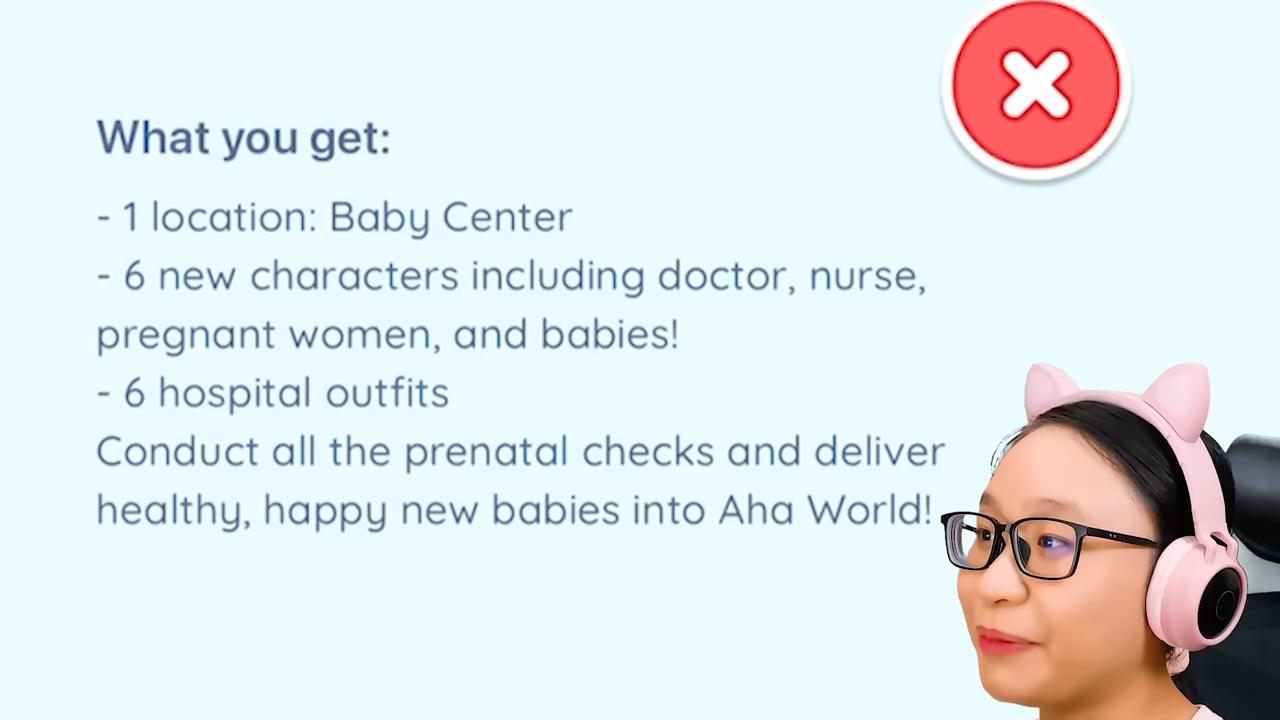 What you get:
- 1 location: Baby Center
- 6 new characters including doctor, nurse,
pregnant women, and babies!
- 6 hospital outfits
Conduct all the prenatal checks and deliver
healthy, happy new babies into Aha World!